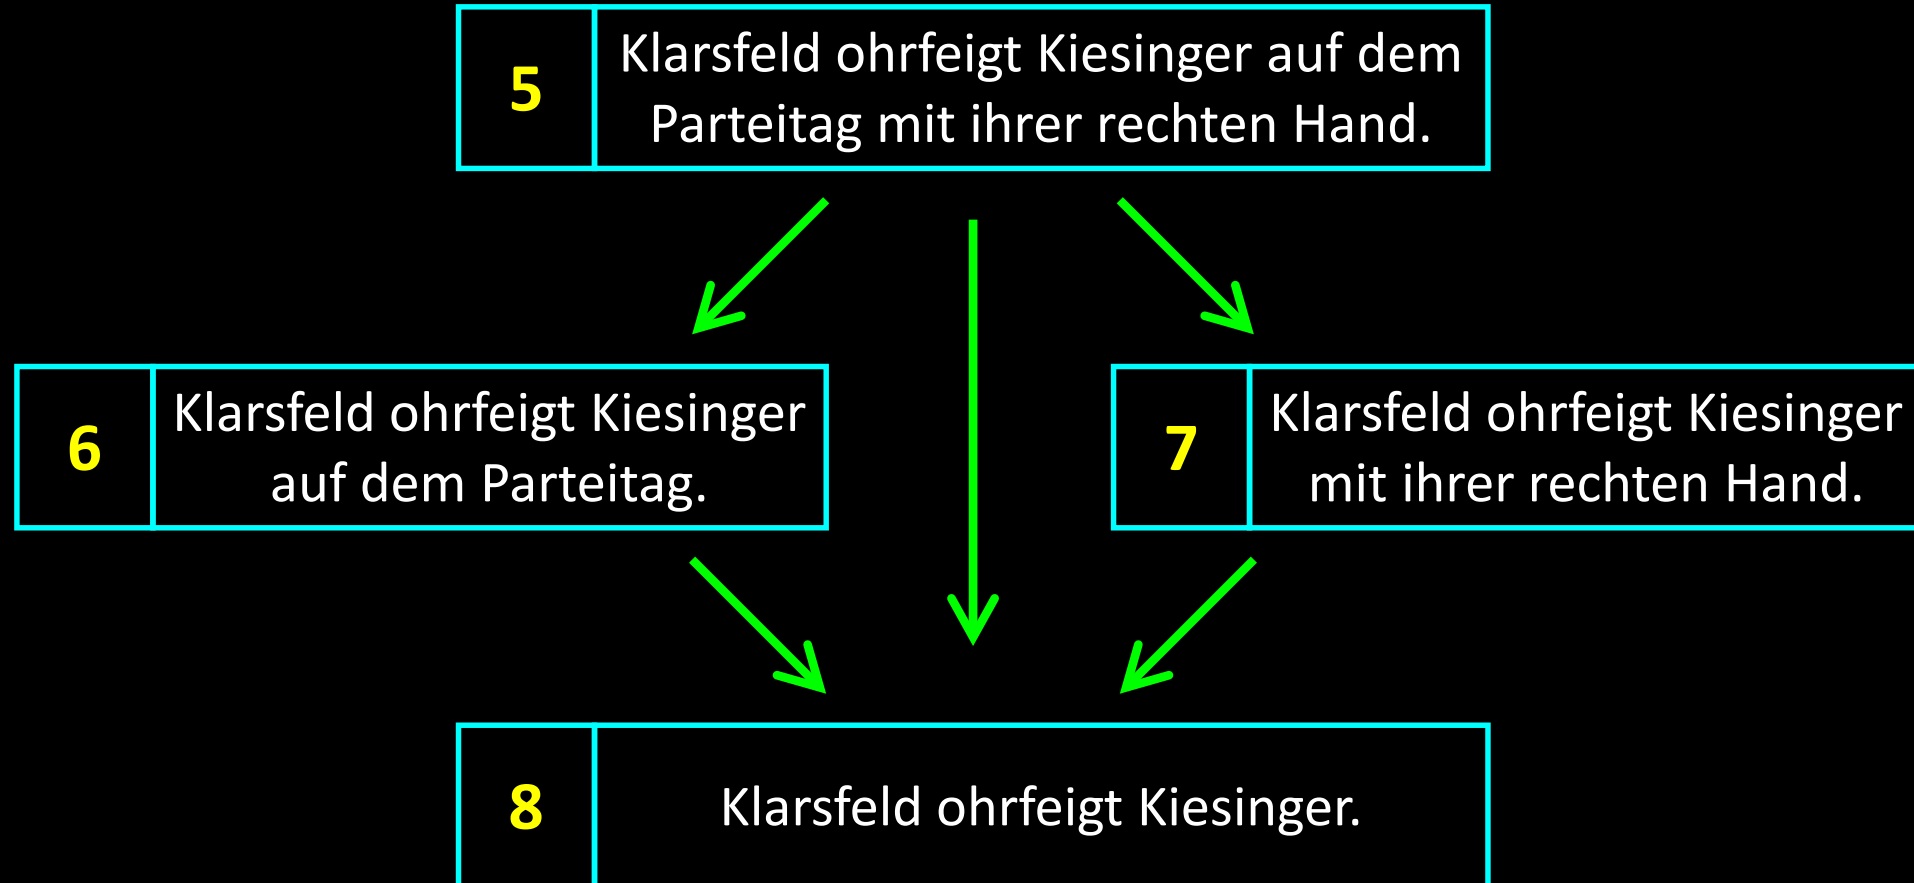 5
Klarsfeld ohrfeigt Kiesinger auf dem
Parteitag mit ihrer rechten Hand.
6
Klarsfeld ohrfeigt Kiesinger
auf dem Parteitag.
7
Klarsfeld ohrfeigt Kiesinger
mit ihrer rechten Hand.
8
Klarsfeld ohrfeigt Kiesinger.